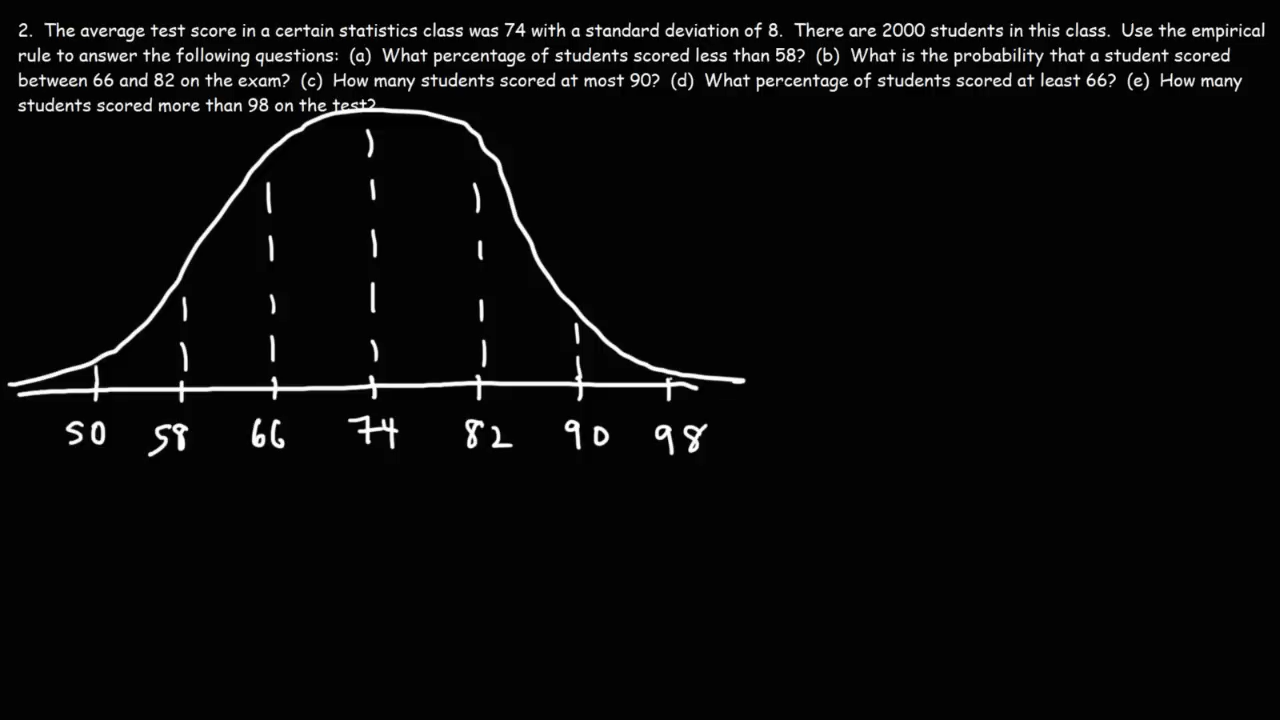 2. The average test score in a certain statistics class was 74 with a standard deviation of 8. There are 2000 students in this class. Use the empirical
rule to answer the following questions: (a) What percentage of students scored less than 58? (b) What is the probability that a student scored
between 66 and 82 on the exam? (c) How many students scored at most 90? (d) What percentage of students scored at least 66? (e) How many
students scored more than 98 on the test?
50 58 66 74 82 90 98